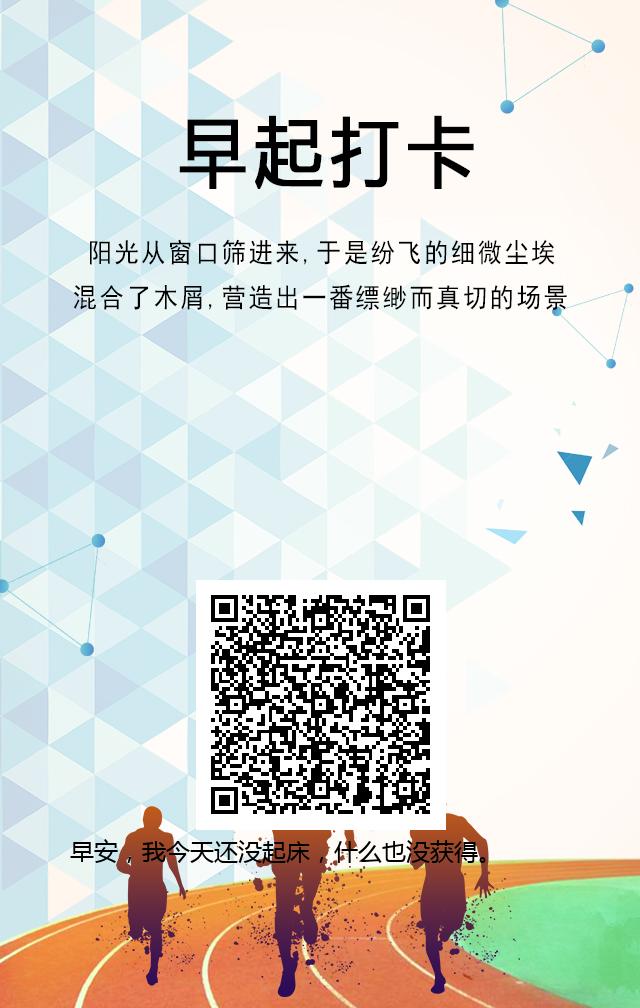 早起打卡
阳光从窗口筛进来,于是纷飞的细微尘埃
混合了木屑,营造出一番缥缈而真切的场景
早安，我今天还没起床，什么也没获得。